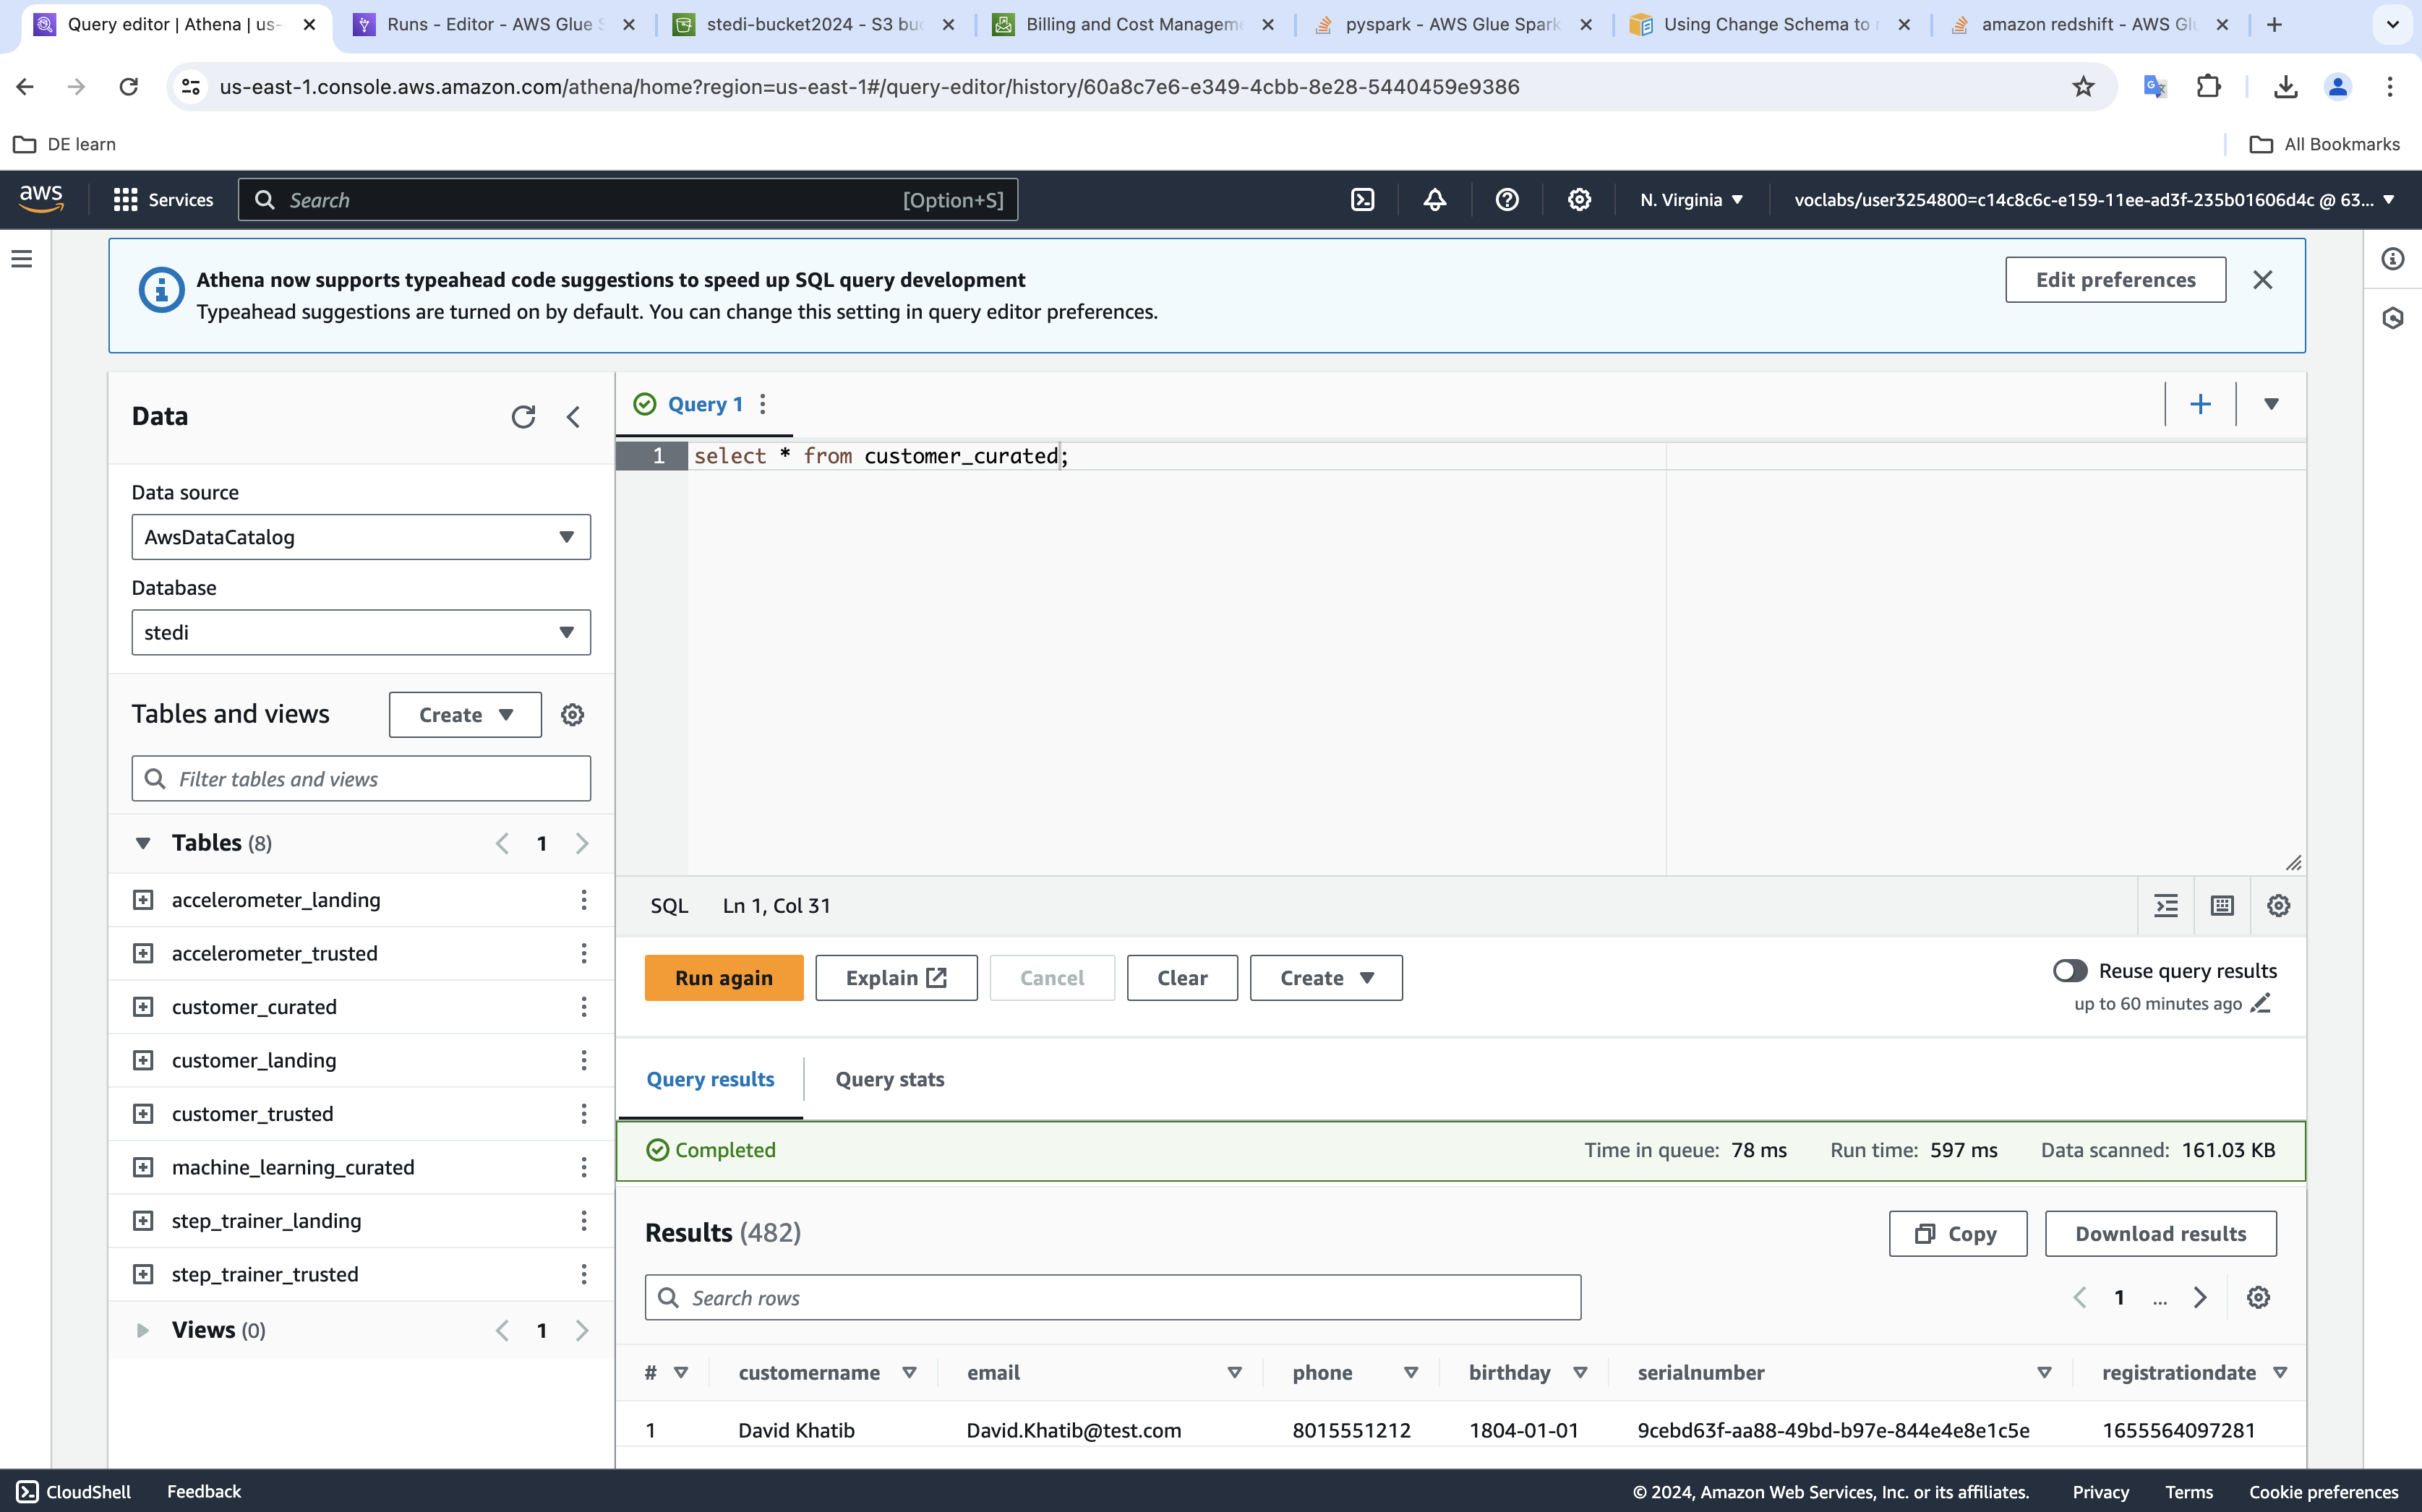 Query editor | Athena | us-
Runs - Editor - AWS Glue S
stedi-bucket2024 - S3 buc
Billing and Cost Manageme
pyspark - AWS Glue Spark
Using Change Schema to r
amazon redshift - AWS Gl
us-east-1.console.aws.amazon.com/athena/home?region=us-east-1#/query-editor/history/60a8c7e6-e349-4cbb-8e28-5440459e9386
DE learn
All Bookmarks
aws
Services
Search
[Option+S]
N. Virginia
voclabs/user3254800=c14c8c6c-e159-11ee-ad3f-235b01606d4c @ 63...
Athena now supports typeahead code suggestions to speed up SQL query development
Typeahead suggestions are turned on by default. You can change this setting in query editor preferences.
Edit preferences
Data
Data source
AwsDataCatalog
Database
stedi
Tables and views
Create
Filter tables and views
Tables (8)
1
accelerometer_landing
accelerometer_trusted
customer_curated
customer_landing
customer_trusted
machine_learning_curated
step_trainer_landing
step_trainer_trusted
Views (0)
1
Query 1
1 select * from customer_curated;
SQL
Ln 1, Col 31
Run again
Explain
Cancel
Clear
Create
Reuse query results
up to 60 minutes ago
Query results
Query stats
Completed
Time in queue: 78 ms
Run time: 597 ms
Data scanned: 161.03 KB
Results (482)
Copy
Download results
Search rows
1 ...
# customername email phone birthday serialnumber registrationdate
1 David Khatib David.Khatib@test.com 8015551212 1804-01-01 9cebd63f-aa88-49bd-b97e-844e4e8e1c5e 1655564097281
CloudShell
Feedback
© 2024, Amazon Web Services, Inc. or its affiliates.
Privacy
Terms
Cookie preferences